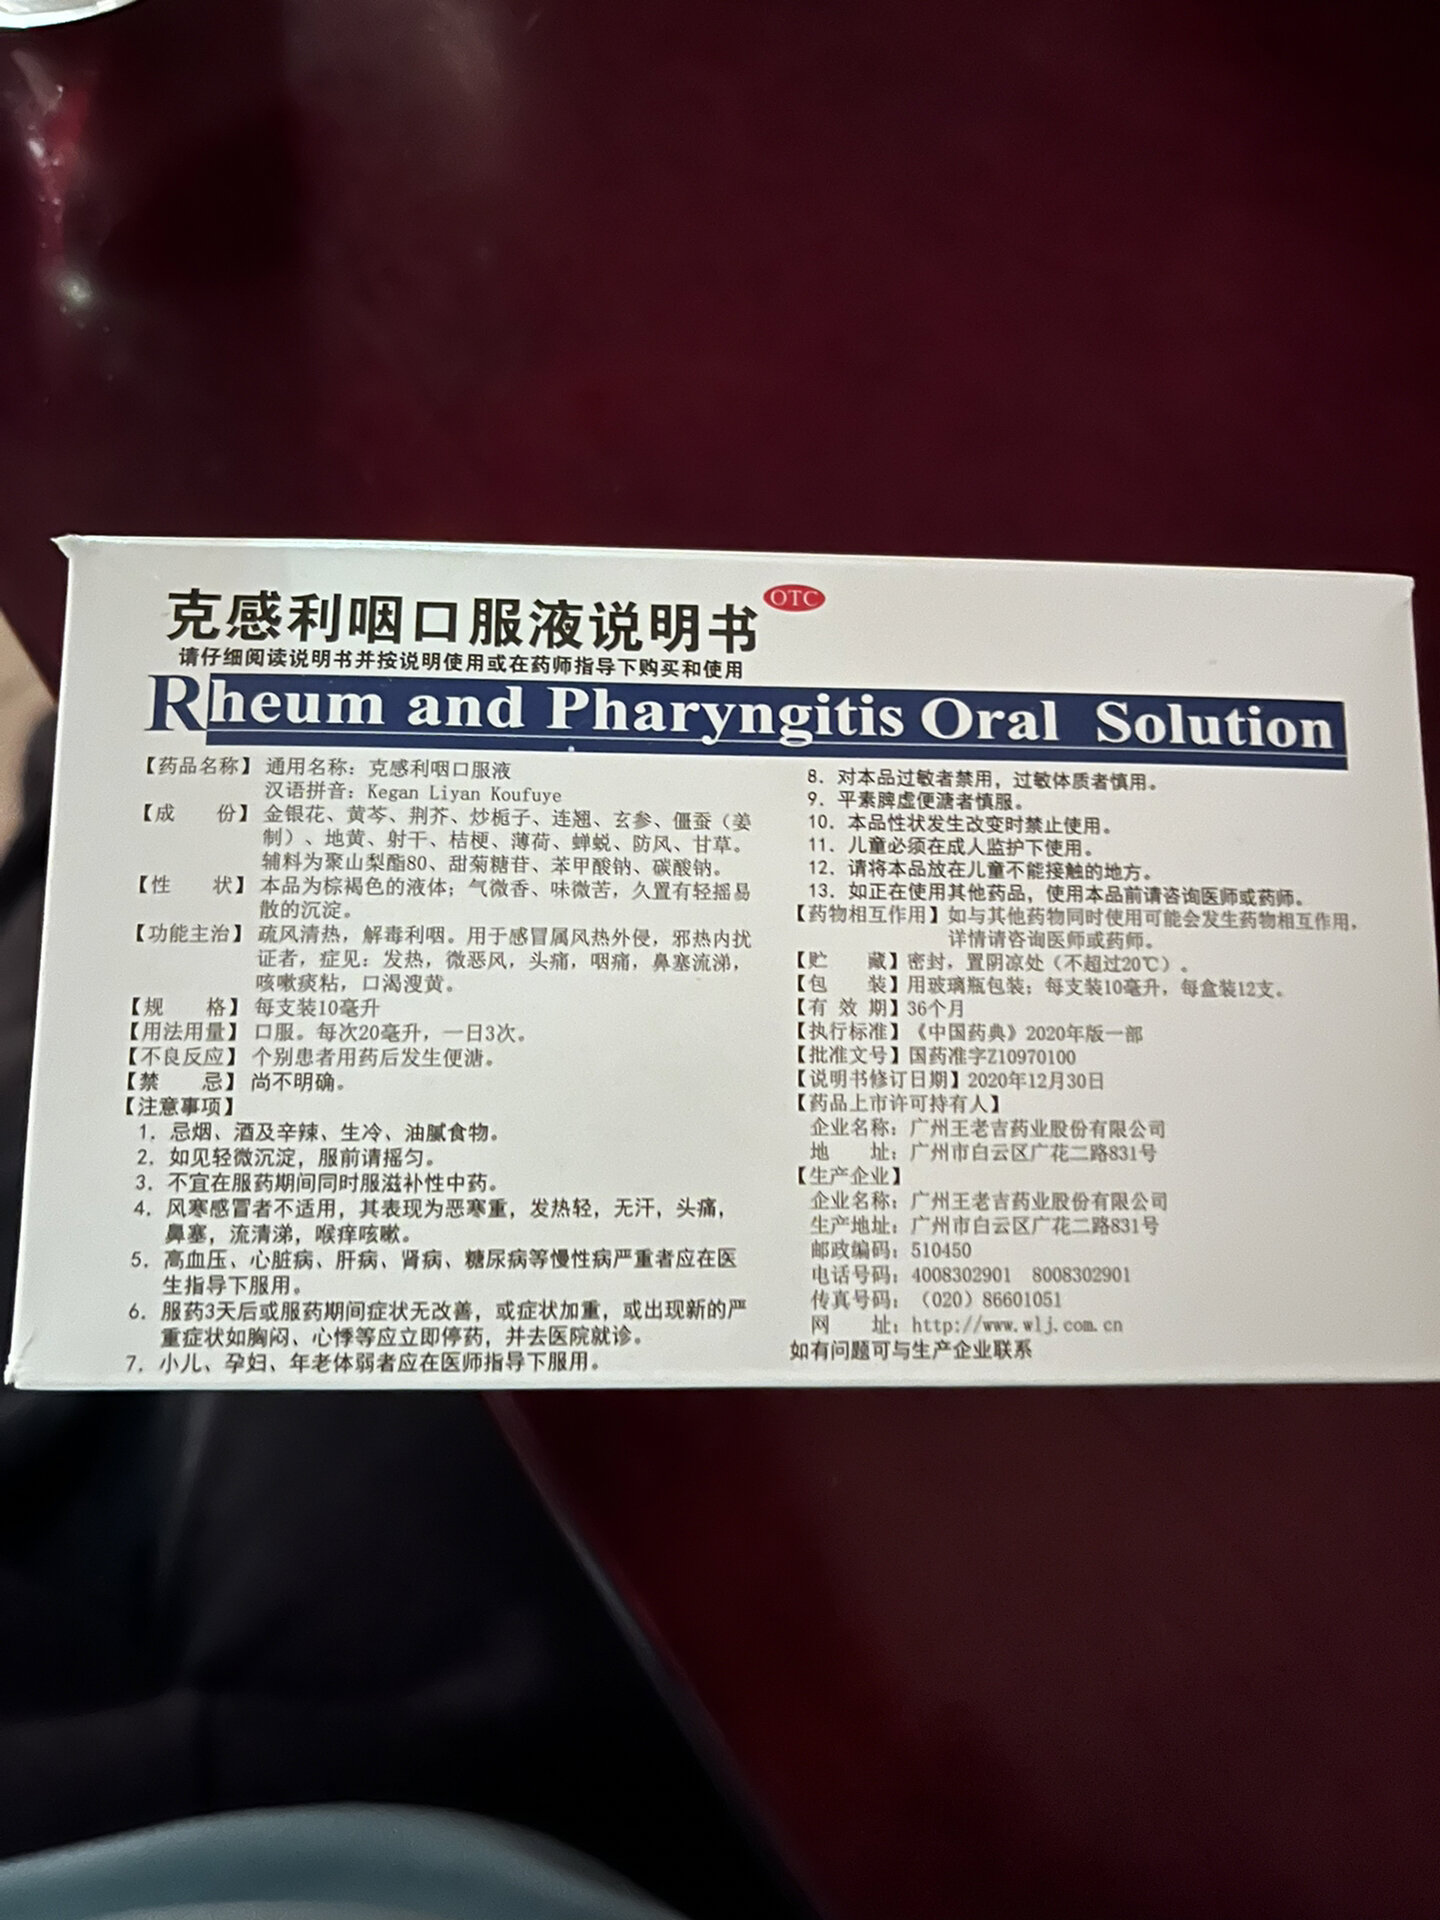 克感利咽口服液说明书
OTC
请仔细阅读说明书并按说明使用或在药师指导下购买和使用
Rheum and Pharyngitis Oral Solution
【药品名称】通用名称：克感利咽口服液
汉语拼音：Kegan Liyan Koufuye
【成　　份】金银花、黄芩、荆芥、炒栀子、连翘、玄参、僵蚕（姜
制）、地黄、射干、桔梗、薄荷、蝉蜕、防风、甘草。
辅料为聚山梨酯80、甜菊糖苷、苯甲酸钠、碳酸钠。
【性　　状】本品为棕褐色的液体；气微香、味微苦，久置有轻摇易
散的沉淀。
【功能主治】疏风清热，解毒利咽。用于感冒属风热外侵，邪热内扰
证者，症见：发热，微恶风，头痛，咽痛，鼻塞流涕，
咳嗽痰粘，口渴溲黄。
【规　　格】每支装10毫升
【用法用量】口服。每次20毫升，一日3次。
【不良反应】个别患者用药后发生便溏。
【禁　　忌】尚不明确。
【注意事项】
1．忌烟、酒及辛辣、生冷、油腻食物。
2．如见轻微沉淀，服前请摇匀。
3．不宜在服药期间同时服滋补性中药。
4．风寒感冒者不适用，其表现为恶寒重，发热轻，无汗，头痛，
鼻塞，流清涕，喉痒咳嗽。
5．高血压、心脏病、肝病、肾病、糖尿病等慢性病严重者应在医
生指导下服用。
6．服药3天后或服药期间症状无改善，或症状加重，或出现新的严
重症状如胸闷、心悸等应立即停药，并去医院就诊。
7．小儿、孕妇、年老体弱者应在医师指导下服用。
8．对本品过敏者禁用，过敏体质者慎用。
9．平素脾虚便溏者慎服。
10．本品性状发生改变时禁止使用。
11．儿童必须在成人监护下使用。
12．请将本品放在儿童不能接触的地方。
13．如正在使用其他药品，使用本品前请咨询医师或药师。
【药物相互作用】如与其他药物同时使用可能会发生药物相互作用，
详情请咨询医师或药师。
【贮　　藏】密封，置阴凉处（不超过20℃）。
【包　　装】用玻璃瓶包装；每支装10毫升，每盒装12支。
【有 效 期】36个月
【执行标准】《中国药典》2020年版一部
【批准文号】国药准字Z10970100
【说明书修订日期】2020年12月30日
【药品上市许可持有人】
企业名称：广州王老吉药业股份有限公司
地　　址：广州市白云区广花二路831号
【生产企业】
企业名称：广州王老吉药业股份有限公司
生产地址：广州市白云区广花二路831号
邮政编码：510450
电话号码：4008302901　8008302901
传真号码：（020）86601051
网　　址：http://www.wlj.com.cn
如有问题可与生产企业联系